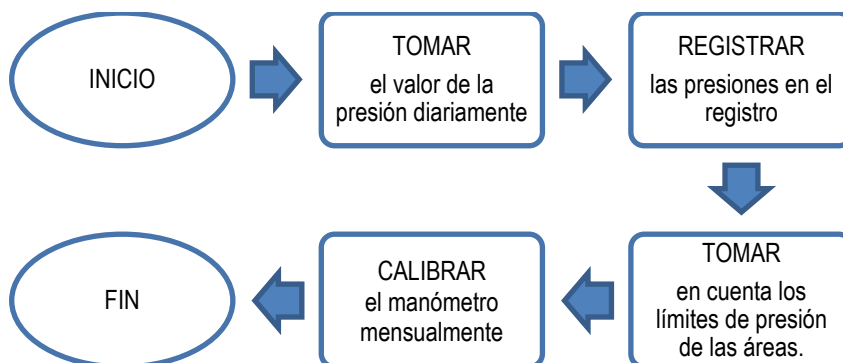 INICIO
TOMAR
el valor de la
presión diariamente
REGISTRAR
las presiones en el
registro
TOMAR
en cuenta los
límites de presión
de las áreas.
CALIBRAR
el manómetro
mensualmente
FIN